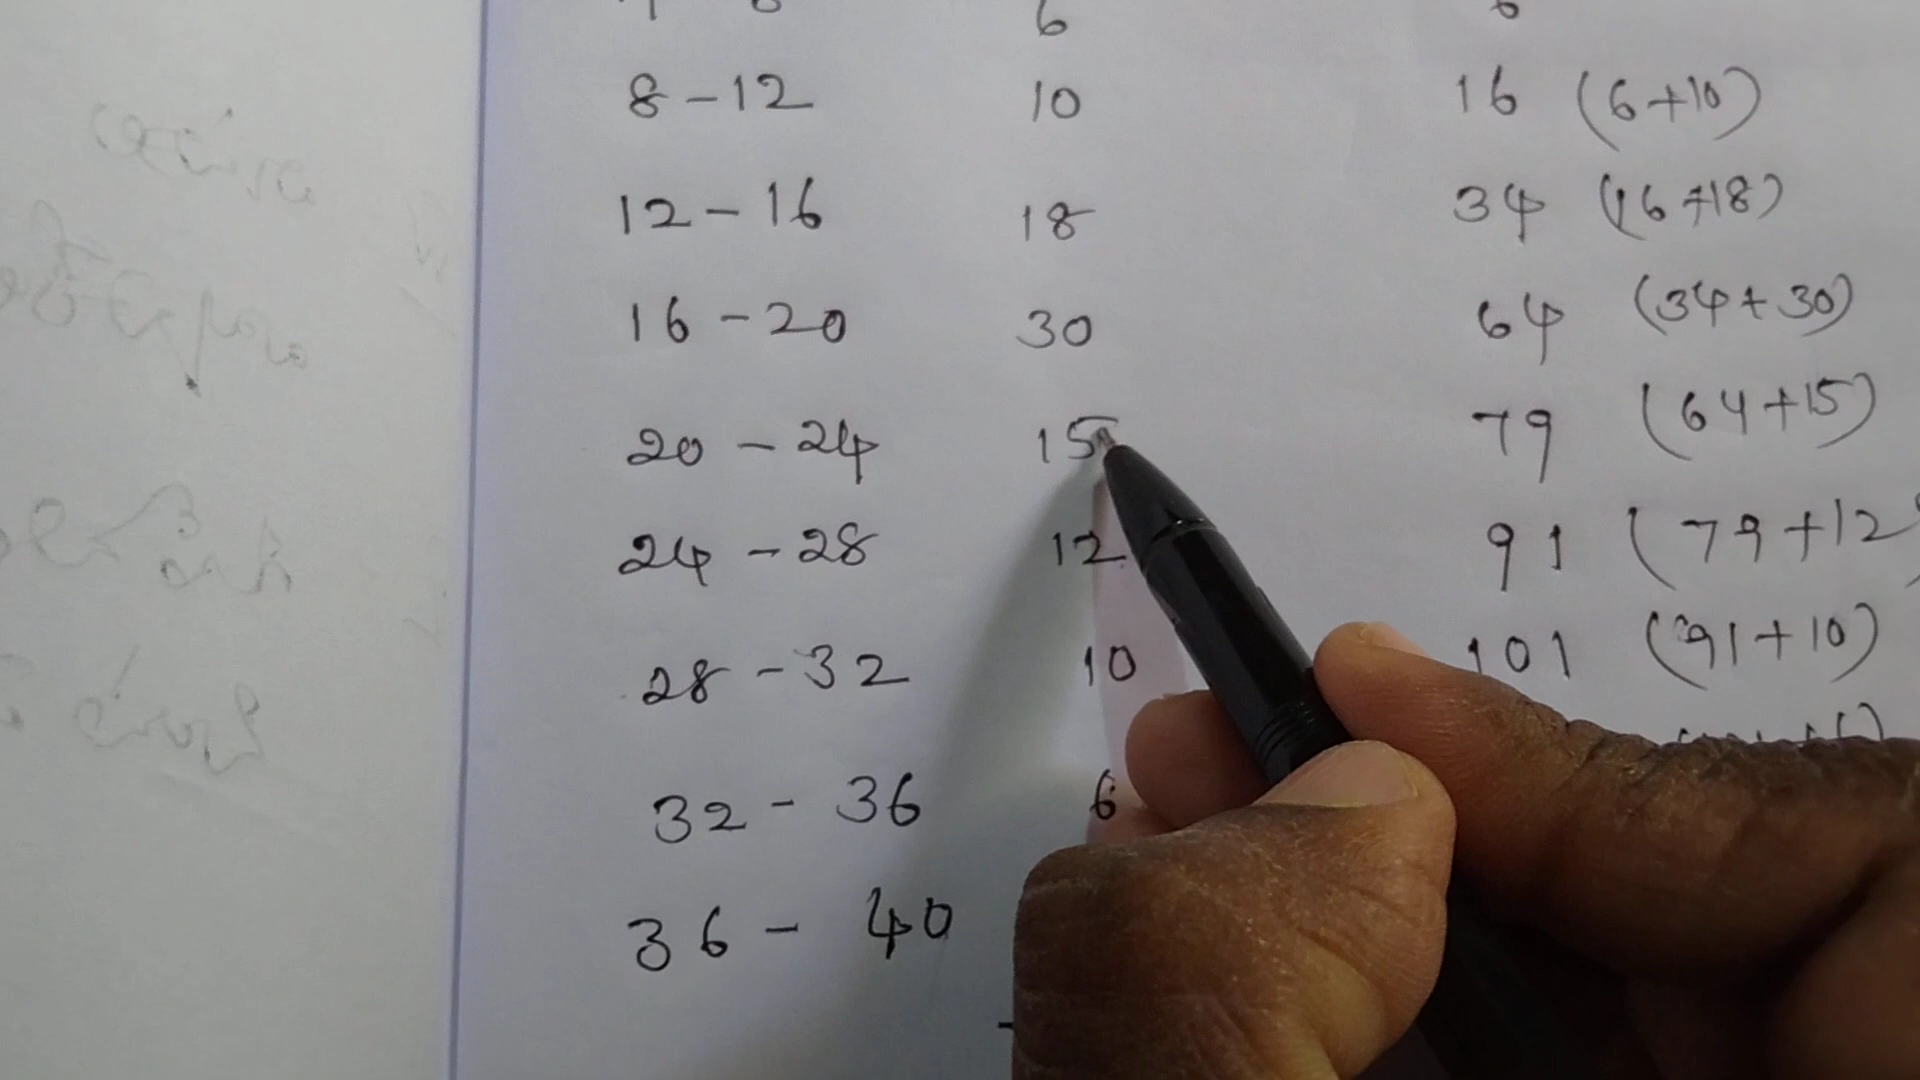 6 6
8 - 12 10 16 (6+10)
12 - 16 18 34 (16+18)
16 - 20 30 64 (34+30)
20 - 24 15 79 (64+15)
24 - 28 12 91 (79+12)
28 - 32 10 101 (91+10)
32 - 36 6
36 - 40